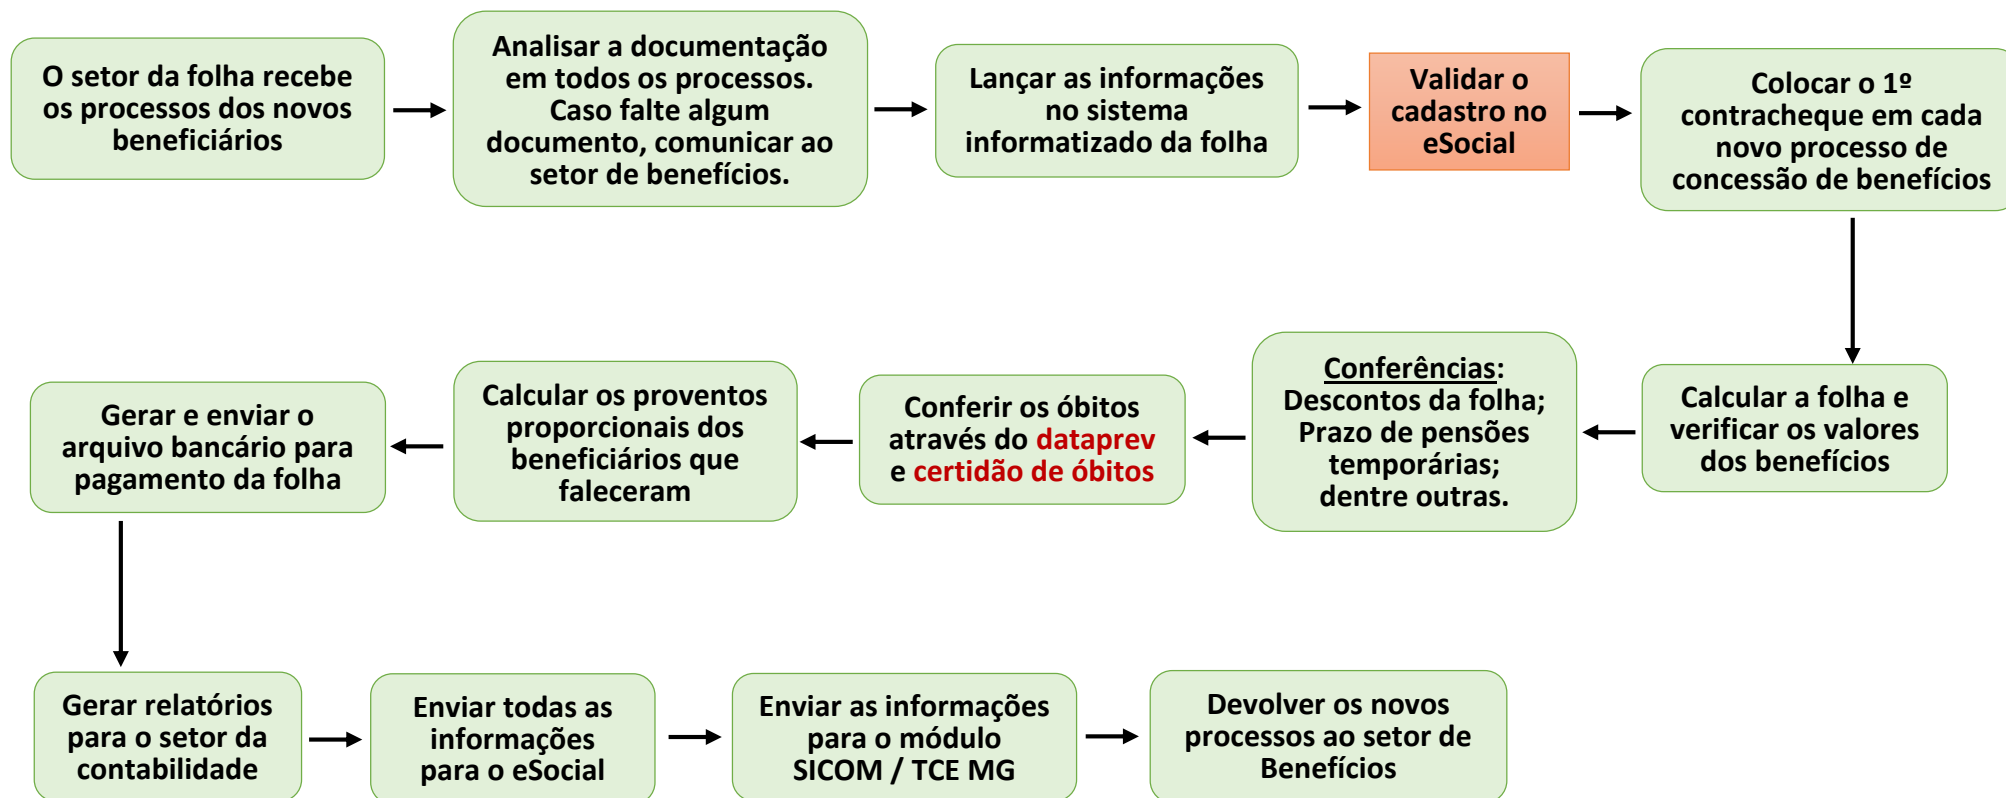 O setor da folha recebe
os processos dos novos
beneficiários
Analisar a documentação
em todos os processos.
Caso falte algum
documento, comunicar ao
setor de benefícios.
Lançar as informações
no sistema
informatizado da folha
Validar o
cadastro no
eSocial
Colocar o 1º
contracheque em cada
novo processo de
concessão de benefícios
Calcular a folha e
verificar os valores
dos benefícios
Conferências:
Descontos da folha;
Prazo de pensões
temporárias;
dentre outras.
Conferir os óbitos
através do dataprev
e certidão de óbitos
Calcular os proventos
proporcionais dos
beneficiários que
faleceram
Gerar e enviar o
arquivo bancário para
pagamento da folha
Gerar relatórios
para o setor da
contabilidade
Enviar todas as
informações
para o eSocial
Enviar as informações
para o módulo
SICOM / TCE MG
Devolver os novos
processos ao setor de
Benefícios